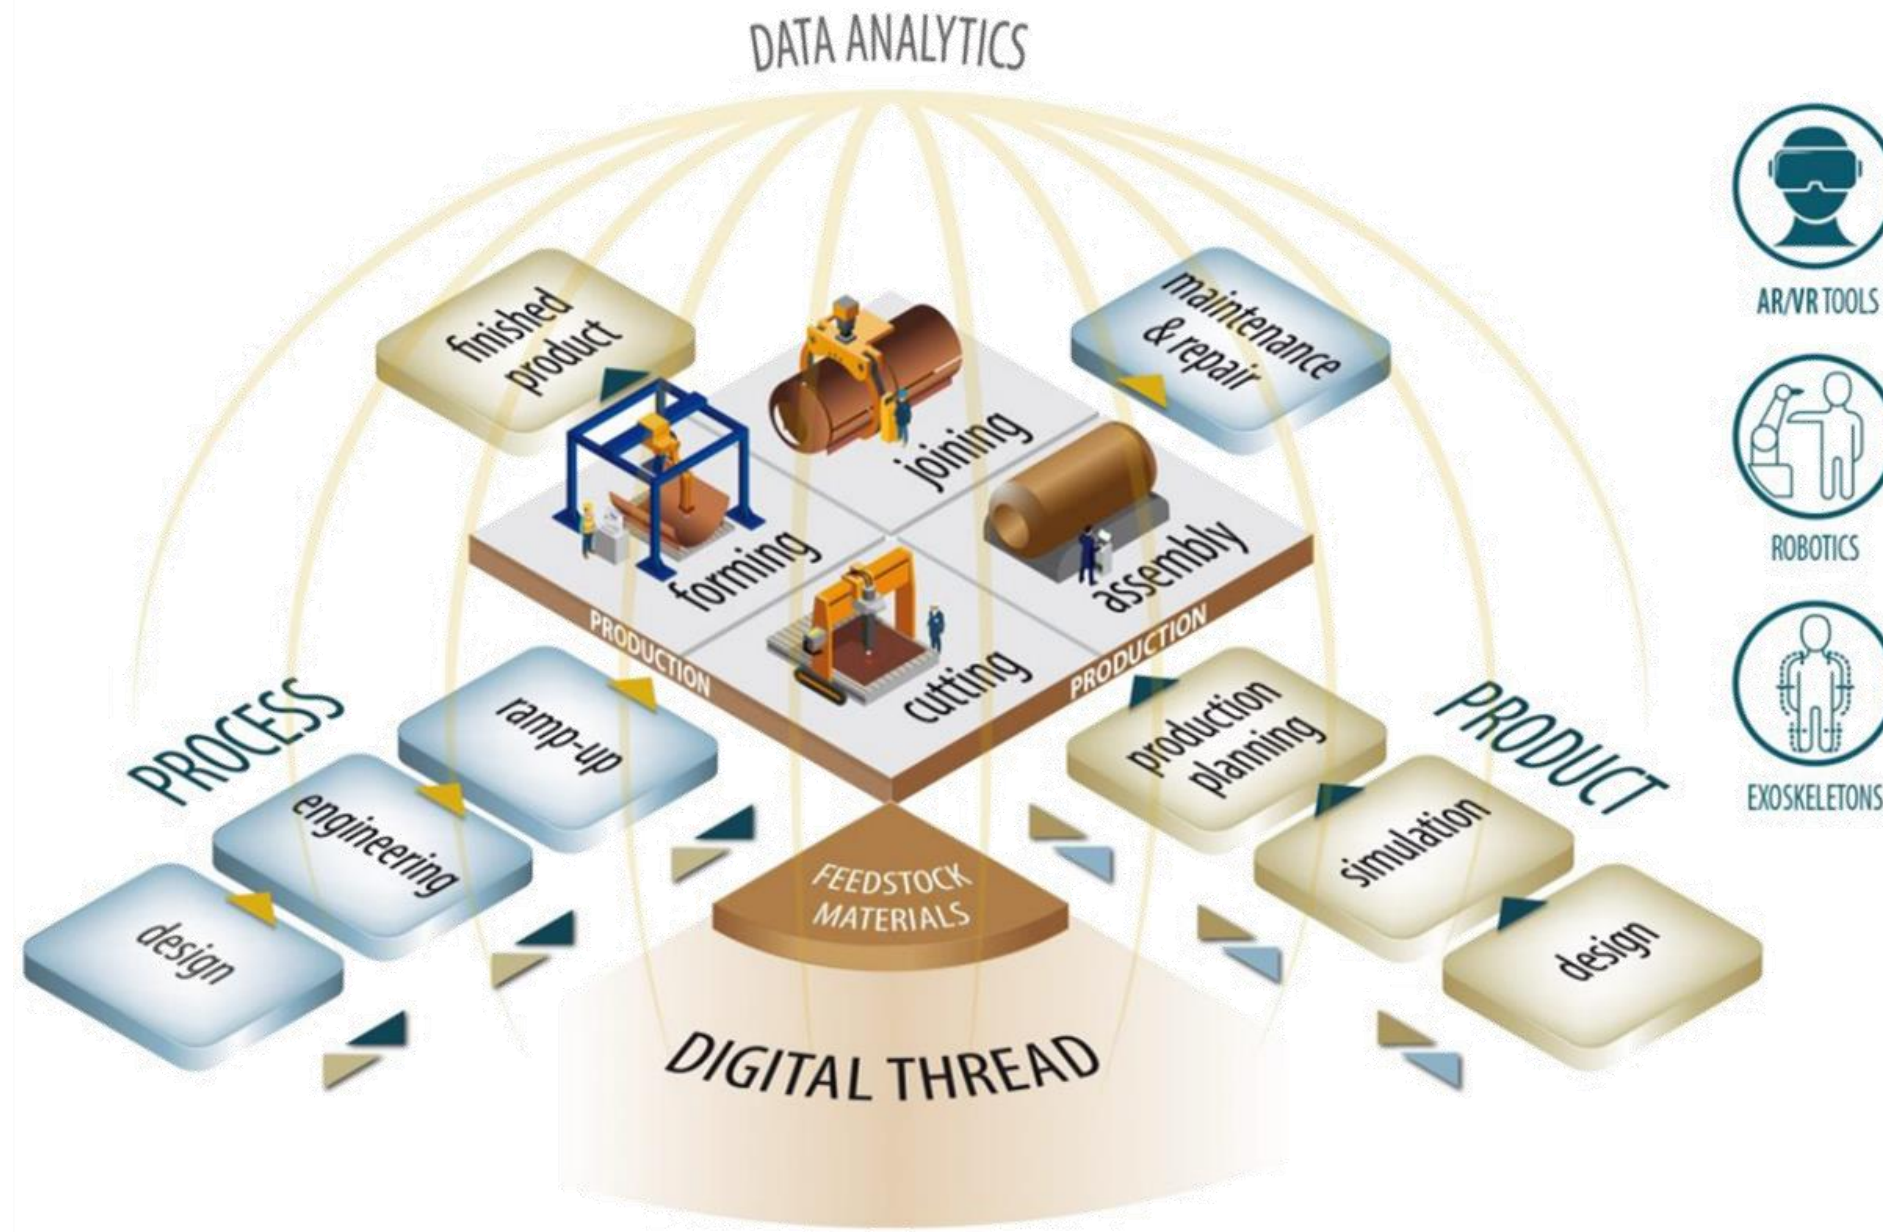 DATA ANALYTICS
AR/VR TOOLS
ROBOTICS
EXOSKELETONS
finished
product
maintenance
& repair
joining
forming
assembly
cutting
PRODUCTION
PRODUCTION
PROCESS
ramp-up
engineering
design
PRODUCT
production
planning
simulation
design
FEEDSTOCK
MATERIALS
DIGITAL THREAD